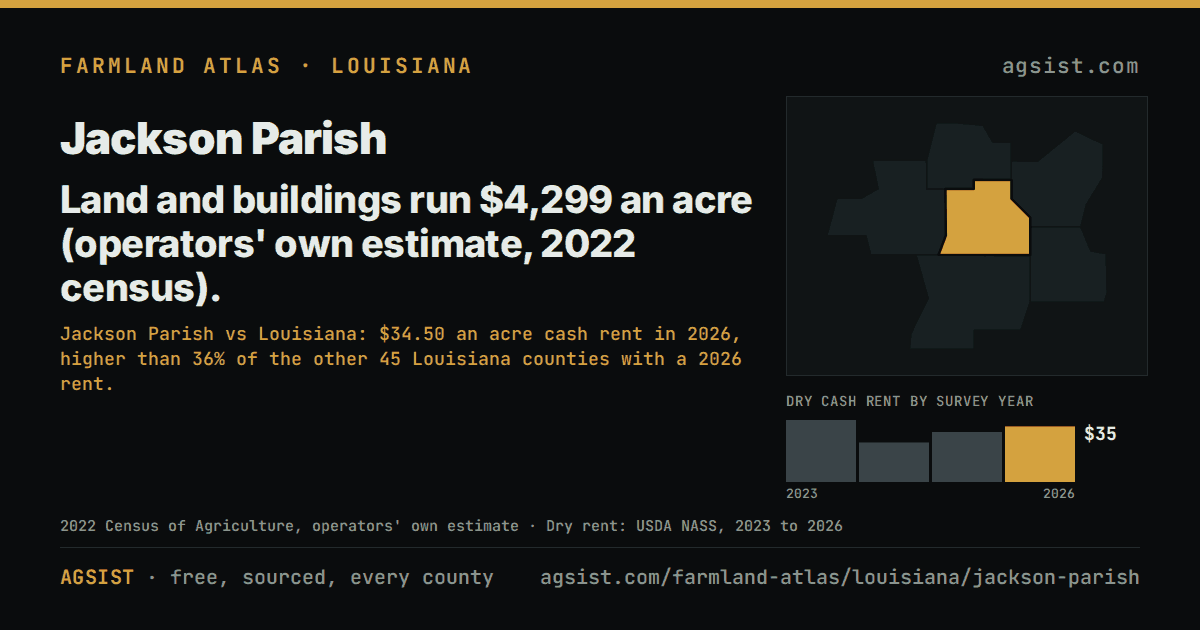 FARMLAND ATLAS · LOUISIANA
agsist.com
Jackson Parish
Land and buildings run $4,299 an acre
(operators' own estimate, 2022
census).
Jackson Parish vs Louisiana: $34.50 an acre cash rent in 2026,
higher than 36% of the other 45 Louisiana counties with a 2026
rent.
DRY CASH RENT BY SURVEY YEAR
$35
2023
2026
2022 Census of Agriculture, operators' own estimate · Dry rent: USDA NASS, 2023 to 2026
AGSIST · free, sourced, every county
agsist.com/farmland-atlas/louisiana/jackson-parish